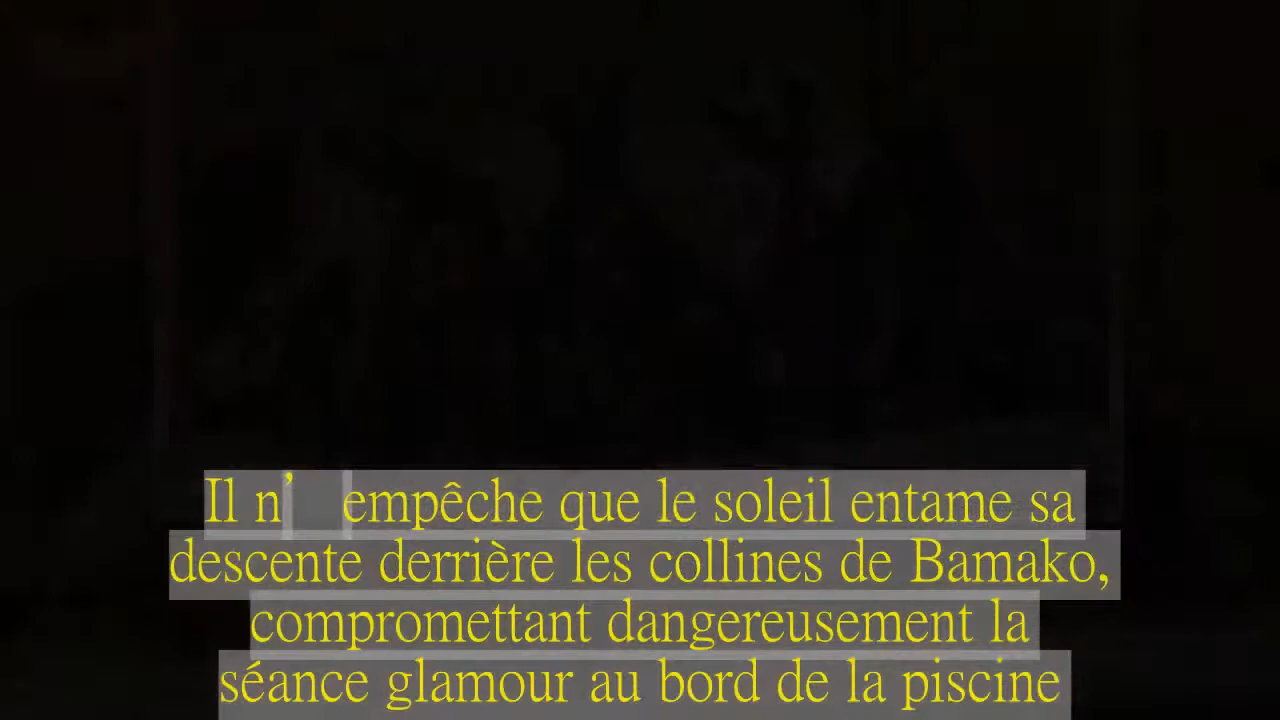 Il n’empêche que le soleil entame sa
descente derrière les collines de Bamako,
compromettant dangereusement la
séance glamour au bord de la piscine